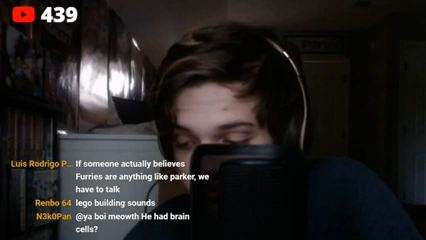 439
Luis Rodrigo P... If someone actually believes
Furries are anything like parker, we
have to talk
Renbo 64 lego building sounds
N3k0Pan @ya boi meowth He had brain
cells?